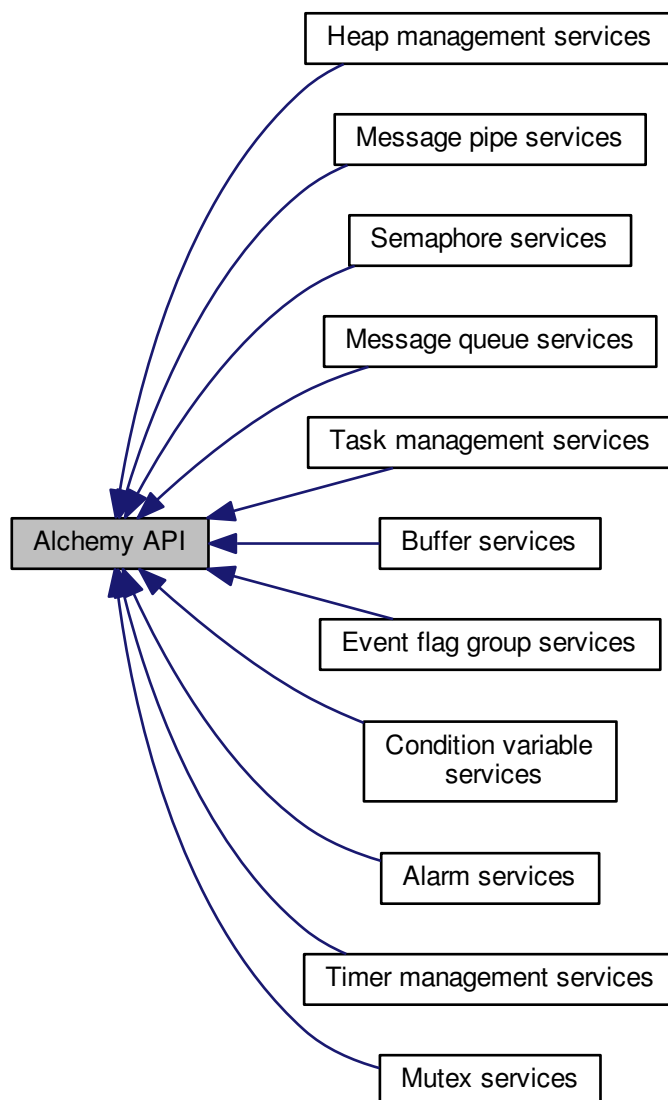 Heap management services
Message pipe services
Semaphore services
Message queue services
Task management services
Alchemy API
Buffer services
Event flag group services
Condition variable
services
Alarm services
Timer management services
Mutex services